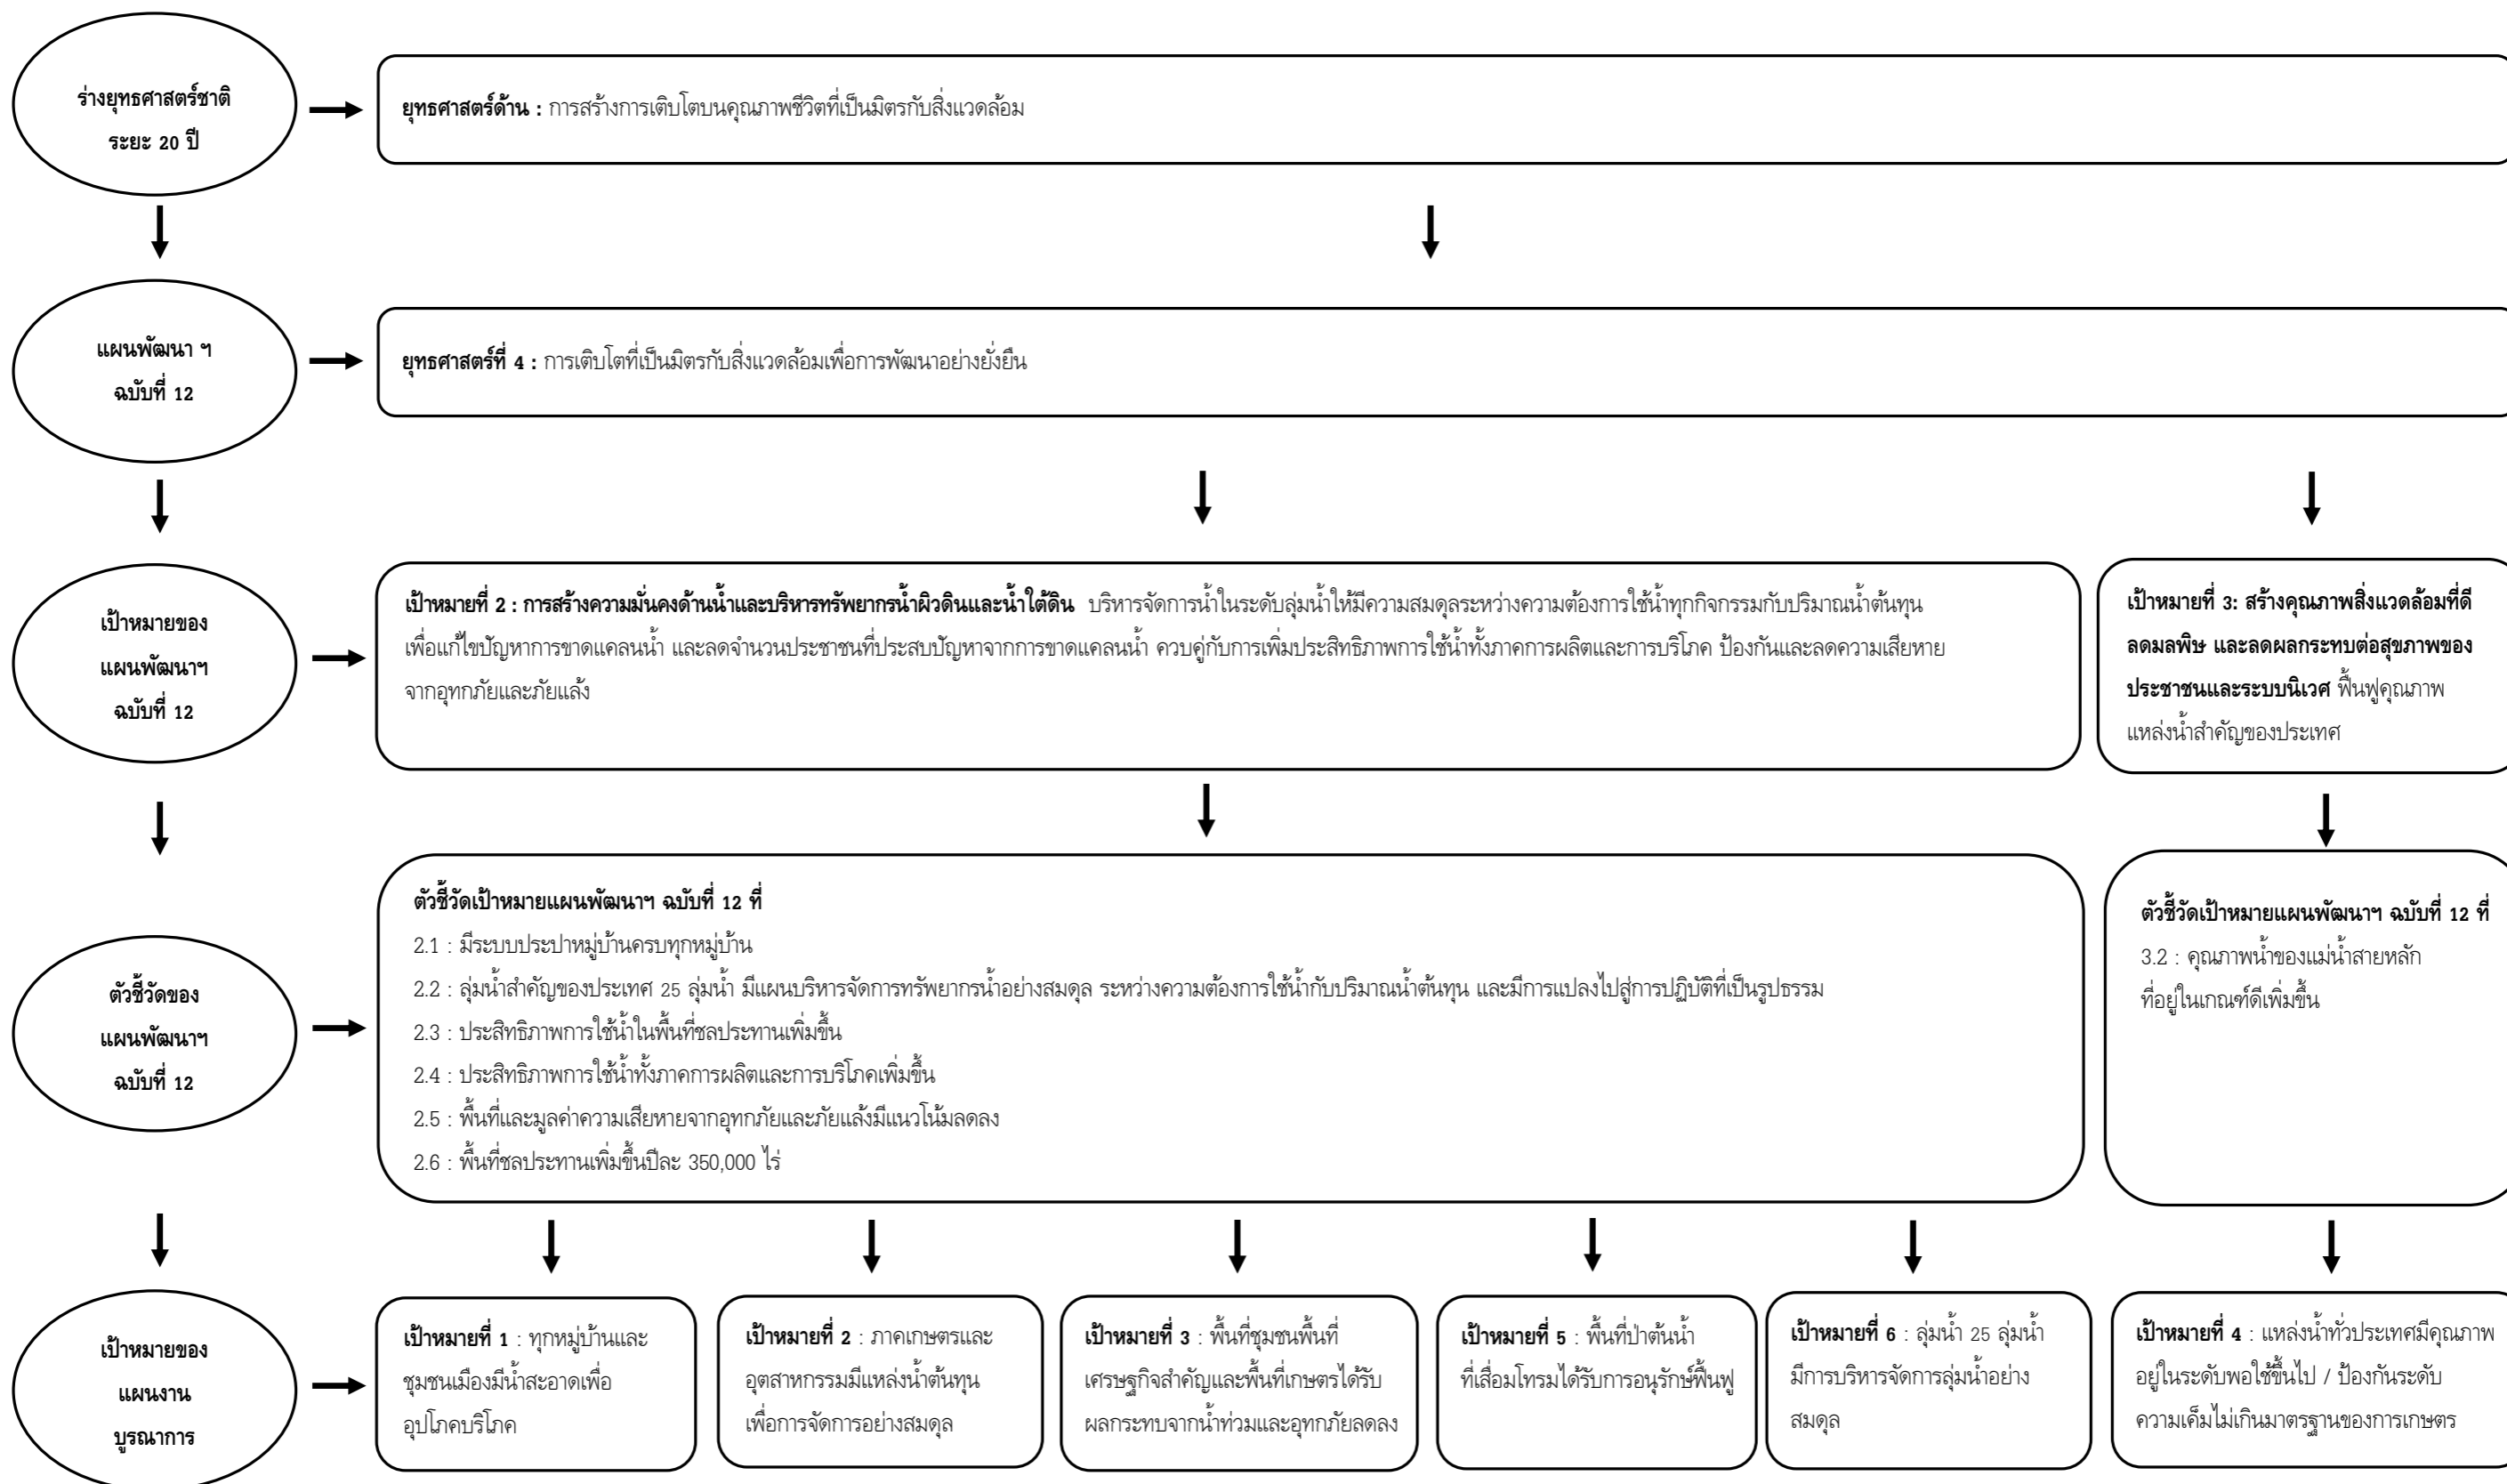 ร่างยุทธศาสตร์ชาติ
ระยะ 20 ปี
ยุทธศาสตร์ด้าน : การสร้างการเติบโตบนคุณภาพชีวิตที่เป็นมิตรกับสิ่งแวดล้อม
แผนพัฒนา ฯ
ฉบับที่ 12
ยุทธศาสตร์ที่ 4 : การเติบโตที่เป็นมิตรกับสิ่งแวดล้อมเพื่อการพัฒนาอย่างยั่งยืน
เป้าหมายของ
แผนพัฒนาฯ
ฉบับที่ 12
เป้าหมายที่ 2 : การสร้างความมั่นคงด้านน้ำและบริหารทรัพยากรน้ำผิวดินและน้ำใต้ดิน บริหารจัดการน้ำในระดับลุ่มน้ำให้มีความสมดุลระหว่างความต้องการใช้น้ำทุกกิจกรรมกับปริมาณน้ำต้นทุน
เพื่อแก้ไขปัญหาการขาดแคลนน้ำ และลดจำนวนประชาชนที่ประสบปัญหาจากการขาดแคลนน้ำ ควบคู่กับการเพิ่มประสิทธิภาพการใช้น้ำทั้งภาคการผลิตและการบริโภค ป้องกันและลดความเสียหาย
จากอุทกภัยและภัยแล้ง
เป้าหมายที่ 3: สร้างคุณภาพสิ่งแวดล้อมที่ดี
ลดมลพิษ และลดผลกระทบต่อสุขภาพของ
ประชาชนและระบบนิเวศ ฟื้นฟูคุณภาพ
แหล่งน้ำสำคัญของประเทศ
ตัวชี้วัดของ
แผนพัฒนาฯ
ฉบับที่ 12
ตัวชี้วัดเป้าหมายแผนพัฒนาฯ ฉบับที่ 12 ที่
2.1 : มีระบบประปาหมู่บ้านครบทุกหมู่บ้าน
2.2 : ลุ่มน้ำสำคัญของประเทศ 25 ลุ่มน้ำ มีแผนบริหารจัดการทรัพยากรน้ำอย่างสมดุล ระหว่างความต้องการใช้น้ำกับปริมาณน้ำต้นทุน และมีการแปลงไปสู่การปฏิบัติที่เป็นรูปธรรม
2.3 : ประสิทธิภาพการใช้น้ำในพื้นที่ชลประทานเพิ่มขึ้น
2.4 : ประสิทธิภาพการใช้น้ำทั้งภาคการผลิตและการบริโภคเพิ่มขึ้น
2.5 : พื้นที่และมูลค่าความเสียหายจากอุทกภัยและภัยแล้งมีแนวโน้มลดลง
2.6 : พื้นที่ชลประทานเพิ่มขึ้นปีละ 350,000 ไร่
ตัวชี้วัดเป้าหมายแผนพัฒนาฯ ฉบับที่ 12 ที่
3.2 : คุณภาพน้ำของแม่น้ำสายหลัก
ที่อยู่ในเกณฑ์ดีเพิ่มขึ้น
เป้าหมายของ
แผนงาน
บูรณาการ
เป้าหมายที่ 1 : ทุกหมู่บ้านและ
ชุมชนเมืองมีน้ำสะอาดเพื่อ
อุปโภคบริโภค
เป้าหมายที่ 2 : ภาคเกษตรและ
อุตสาหกรรมมีแหล่งน้ำต้นทุน
เพื่อการจัดการอย่างสมดุล
เป้าหมายที่ 3 : พื้นที่ชุมชนพื้นที่
เศรษฐกิจสำคัญและพื้นที่เกษตรได้รับ
ผลกระทบจากน้ำท่วมและอุทกภัยลดลง
เป้าหมายที่ 5 : พื้นที่ป่าต้นน้ำ
ที่เสื่อมโทรมได้รับการอนุรักษ์ฟื้นฟู
เป้าหมายที่ 6 : ลุ่มน้ำ 25 ลุ่มน้ำ
มีการบริหารจัดการลุ่มน้ำอย่าง
สมดุล
เป้าหมายที่ 4 : แหล่งน้ำทั่วประเทศมีคุณภาพ
อยู่ในระดับพอใช้ขึ้นไป / ป้องกันระดับ
ความเค็มไม่เกินมาตรฐานของการเกษตร